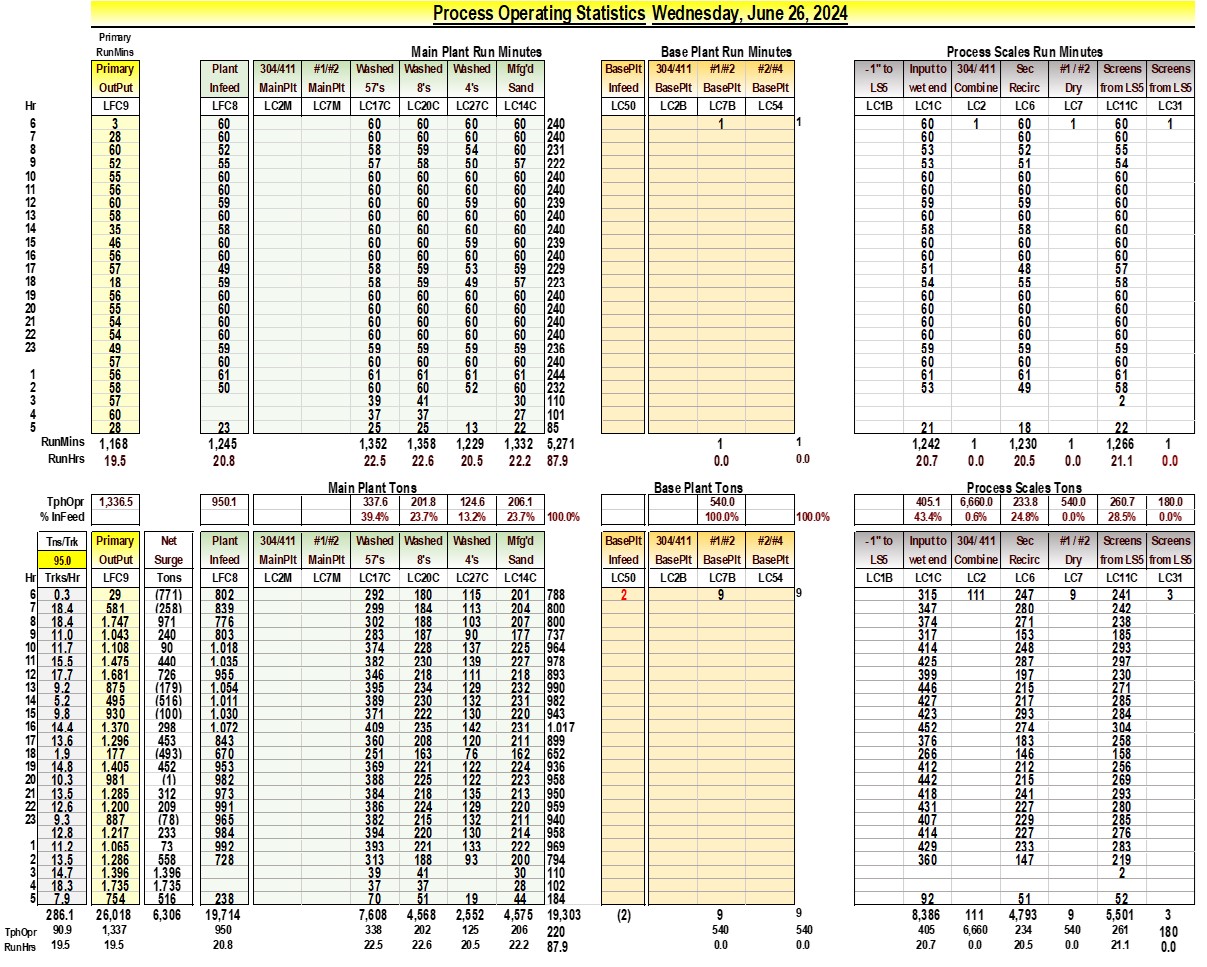 Process Operating Statistics Wednesday, June 26, 2024
Primary
RunMins Main Plant Run Minutes Base Plant Run Minutes Process Scales Run Minutes
Primary Plant 304/411 #1/#2 Washed Washed Washed Mfg'd BasePlt 304/411 #1/#2 #2/#4 -1" to Input to 304/ 411 Sec #1 / #2 Screens Screens
OutPut Infeed MainPlt MainPlt 57's 8's 4's Sand Infeed BasePlt BasePlt BasePlt LS5 wet end Combine Recirc Dry from LS5 from LS5
Hr LFC9 LFC8 LC2M LC7M LC17C LC20C LC27C LC14C LC50 LC2B LC7B LC54 LC1B LC1C LC2 LC6 LC7 LC11C LC31
6 3 60 60 60 60 60 240 1 1 60 1 60 1 60 1
7 28 60 60 60 60 60 240 60 60 60
8 60 52 58 59 54 60 231 53 52 55
9 52 55 57 58 50 57 222 53 51 54
10 55 60 60 60 60 60 240 60 60 60
11 56 60 60 60 60 60 240 60 60 60
12 60 59 60 60 59 60 239 59 59 60
13 58 60 60 60 60 60 240 60 60 60
14 35 58 60 60 60 60 240 58 58 60
15 46 60 60 60 59 60 239 60 60 60
16 56 60 60 60 60 60 240 60 60 60
17 57 49 58 59 53 59 229 51 48 57
18 18 59 58 59 49 57 223 54 55 58
19 56 60 60 60 60 60 240 60 60 60
20 55 60 60 60 60 60 240 60 60 60
21 54 60 60 60 60 60 240 60 60 60
22 54 60 60 60 60 60 240 60 60 60
23 49 59 59 59 59 59 236 59 59 59
57 60 60 60 60 60 240 60 60 60
1 56 61 61 61 61 61 244 61 61 61
2 58 50 60 60 52 60 232 53 49 58
3 57 39 41 30 110 2
4 60 37 37 27 101
5 28 23 25 25 13 22 85 21 18 22
RunMins 1,168 1,245 1,352 1,358 1,229 1,332 5,271 1 1 1,242 1 1,230 1 1,266 1
RunHrs 19.5 20.8 22.5 22.6 20.5 22.2 87.9 0.0 0.0 20.7 0.0 20.5 0.0 21.1 0.0
Main Plant Tons Base Plant Tons Process Scales Tons
TphOpr 1,336.5 950.1 337.6 201.8 124.6 206.1 540.0 405.1 6,660.0 233.8 540.0 260.7 180.0
% InFeed 39.4% 23.7% 13.2% 23.7% 100.0% 100.0% 100.0% 43.4% 0.6% 24.8% 0.0% 28.5% 0.0%
Tns/Trk Primary Net Plant 304/411 #1/#2 Washed Washed Washed Mfg'd BasePlt 304/411 #1/#2 #2/#4 -1" to Input to 304/ 411 Sec #1 / #2 Screens Screens
95.0 OutPut Surge Infeed MainPlt MainPlt 57's 8's 4's Sand Infeed BasePlt BasePlt BasePlt LS5 wet end Combine Recirc Dry from LS5 from LS5
Hr Trks/Hr LFC9 Tons LFC8 LC2M LC7M LC17C LC20C LC27C LC14C LC50 LC2B LC7B LC54 LC1B LC1C LC2 LC6 LC7 LC11C LC31
6 0.3 29 (771) 802 292 180 115 201 788 2 9 9 315 111 247 9 241 3
7 18.4 581 (258) 839 299 184 113 204 800 347 280 242
8 18.4 1.747 971 776 302 188 103 207 800 374 271 238
9 11.0 1.043 240 803 283 187 90 177 737 317 153 185
10 11.7 1.108 90 1.018 374 228 137 225 964 414 248 293
11 15.5 1.475 440 1.035 382 230 139 227 978 425 287 297
12 17.7 1.681 726 955 346 218 111 218 893 399 197 230
13 9.2 875 (179) 1.054 395 234 129 232 990 446 215 271
14 5.2 495 (516) 1.011 389 230 132 231 982 427 217 285
15 9.8 930 (100) 1.030 371 222 130 220 943 423 293 284
16 14.4 1.370 298 1.072 409 235 142 231 1.017 452 274 304
17 13.6 1.296 453 843 360 208 120 211 899 376 183 258
18 1.9 177 (493) 670 251 163 76 162 652 266 146 158
19 14.8 1.405 452 953 369 221 122 224 936 412 212 256
20 10.3 981 (1) 982 388 225 122 223 958 442 215 269
21 13.5 1.285 312 973 384 218 135 213 950 418 241 293
22 12.6 1.200 209 991 386 224 129 220 959 431 227 280
23 9.3 887 (78) 965 382 215 132 211 940 407 229 285
12.8 1.217 233 984 394 220 130 214 958 414 227 276
1 11.2 1.065 73 992 393 221 133 222 969 429 233 283
2 13.5 1.286 558 728 313 188 93 200 794 360 147 219
3 14.7 1.396 1.396 39 41 30 110 2
4 18.3 1.735 1.735 37 37 28 102
5 7.9 754 516 238 70 51 19 44 184 92 51 52
286.1 26,018 6,306 19,714 7,608 4,568 2,552 4,575 19,303 (2) 9 9 8,386 111 4,793 9 5,501 3
TphOpr 90.9 1,337 950 338 202 125 206 220 540 540 405 6,660 234 540 261 180
RunHrs 19.5 19.5 20.8 22.5 22.6 20.5 22.2 87.9 0.0 0.0 20.7 0.0 20.5 0.0 21.1 0.0